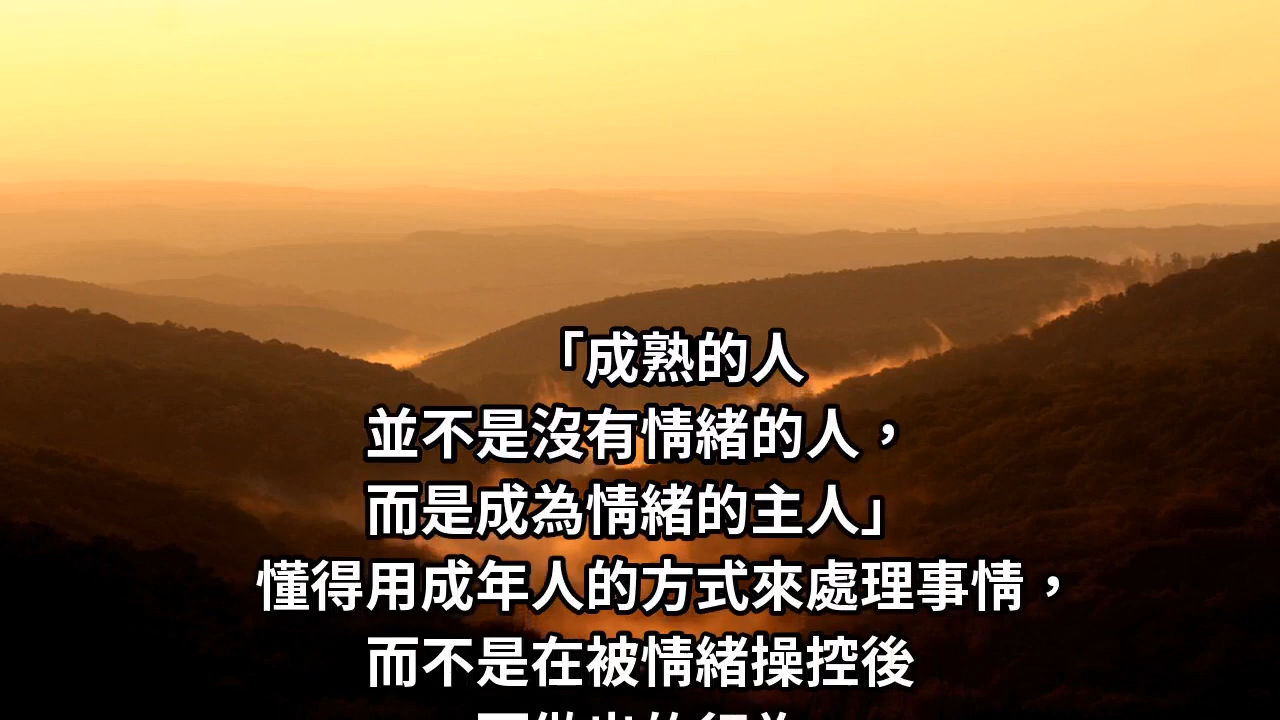 「成熟的人
並不是沒有情緒的人，
而是成為情緒的主人」
懂得用成年人的方式來處理事情，
而不是在被情緒操控後